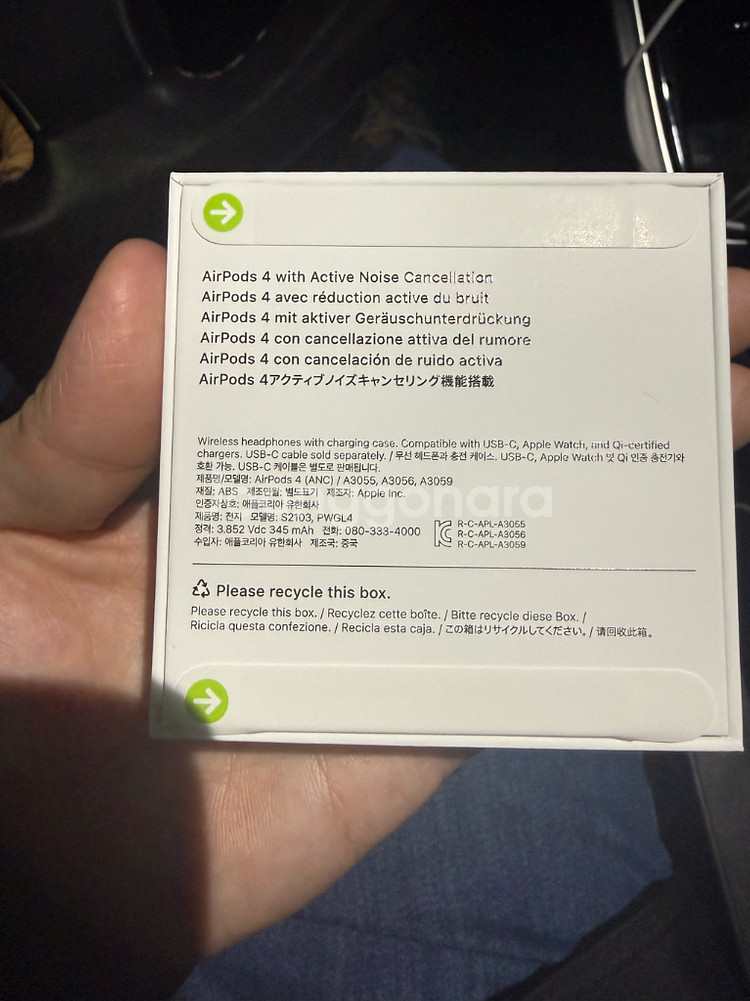 AirPods 4 with Active Noise Cancellation
AirPods 4 avec réduction active du bruit
AirPods 4 mit aktiver Geräuschunterdrückung
AirPods 4 con cancellazione attiva del rumore
AirPods 4 con cancelación de ruido activa
AirPods 4アクティブノイズキャンセリング機能搭載
Wireless headphones with charging case. Compatible with USB-C, Apple Watch, and Qi-certified
chargers. USB-C cable sold separately. / 무선 헤드폰과 충전 케이스. USB-C, Apple Watch 및 Qi 인증 충전기와
호환 가능. USB-C 케이블은 별도로 판매됩니다.
제품명/모델명: AirPods 4 (ANC) / A3055, A3056, A3059
재질: ABS 제조연월: 별도표기 제조자: Apple Inc.
인증자상호: 애플코리아 유한회사
제품명: 전지 모델명: S2103, PWGL4
정격: 3.852 Vdc 345 mAh 전화: 080-333-4000
수입자: 애플코리아 유한회사 제조국: 중국
R-C-APL-A3055
R-C-APL-A3056
R-C-APL-A3059
Please recycle this box.
Please recycle this box. / Recyclez cette boîte. / Bitte recycle diese Box. /
Ricicla questa confezione. / Recicla esta caja. / この箱はリサイクルしてください。/ 请回收此箱。